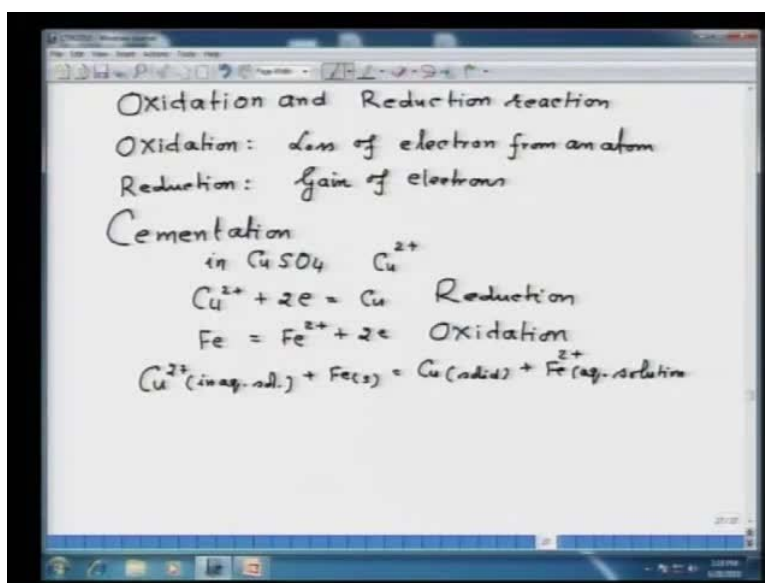 Oxidation and Reduction reaction
Oxidation: Loss of electron from an atom
Reduction: Gain of electrons
Cementation
in CuSO4 Cu²⁺
Cu²⁺ + 2e = Cu Reduction
Fe = Fe²⁺ + 2e Oxidation
Cu²⁺ (in aq. sol.) + Fe(s) = Cu (solid) + Fe²⁺ (aq. solution